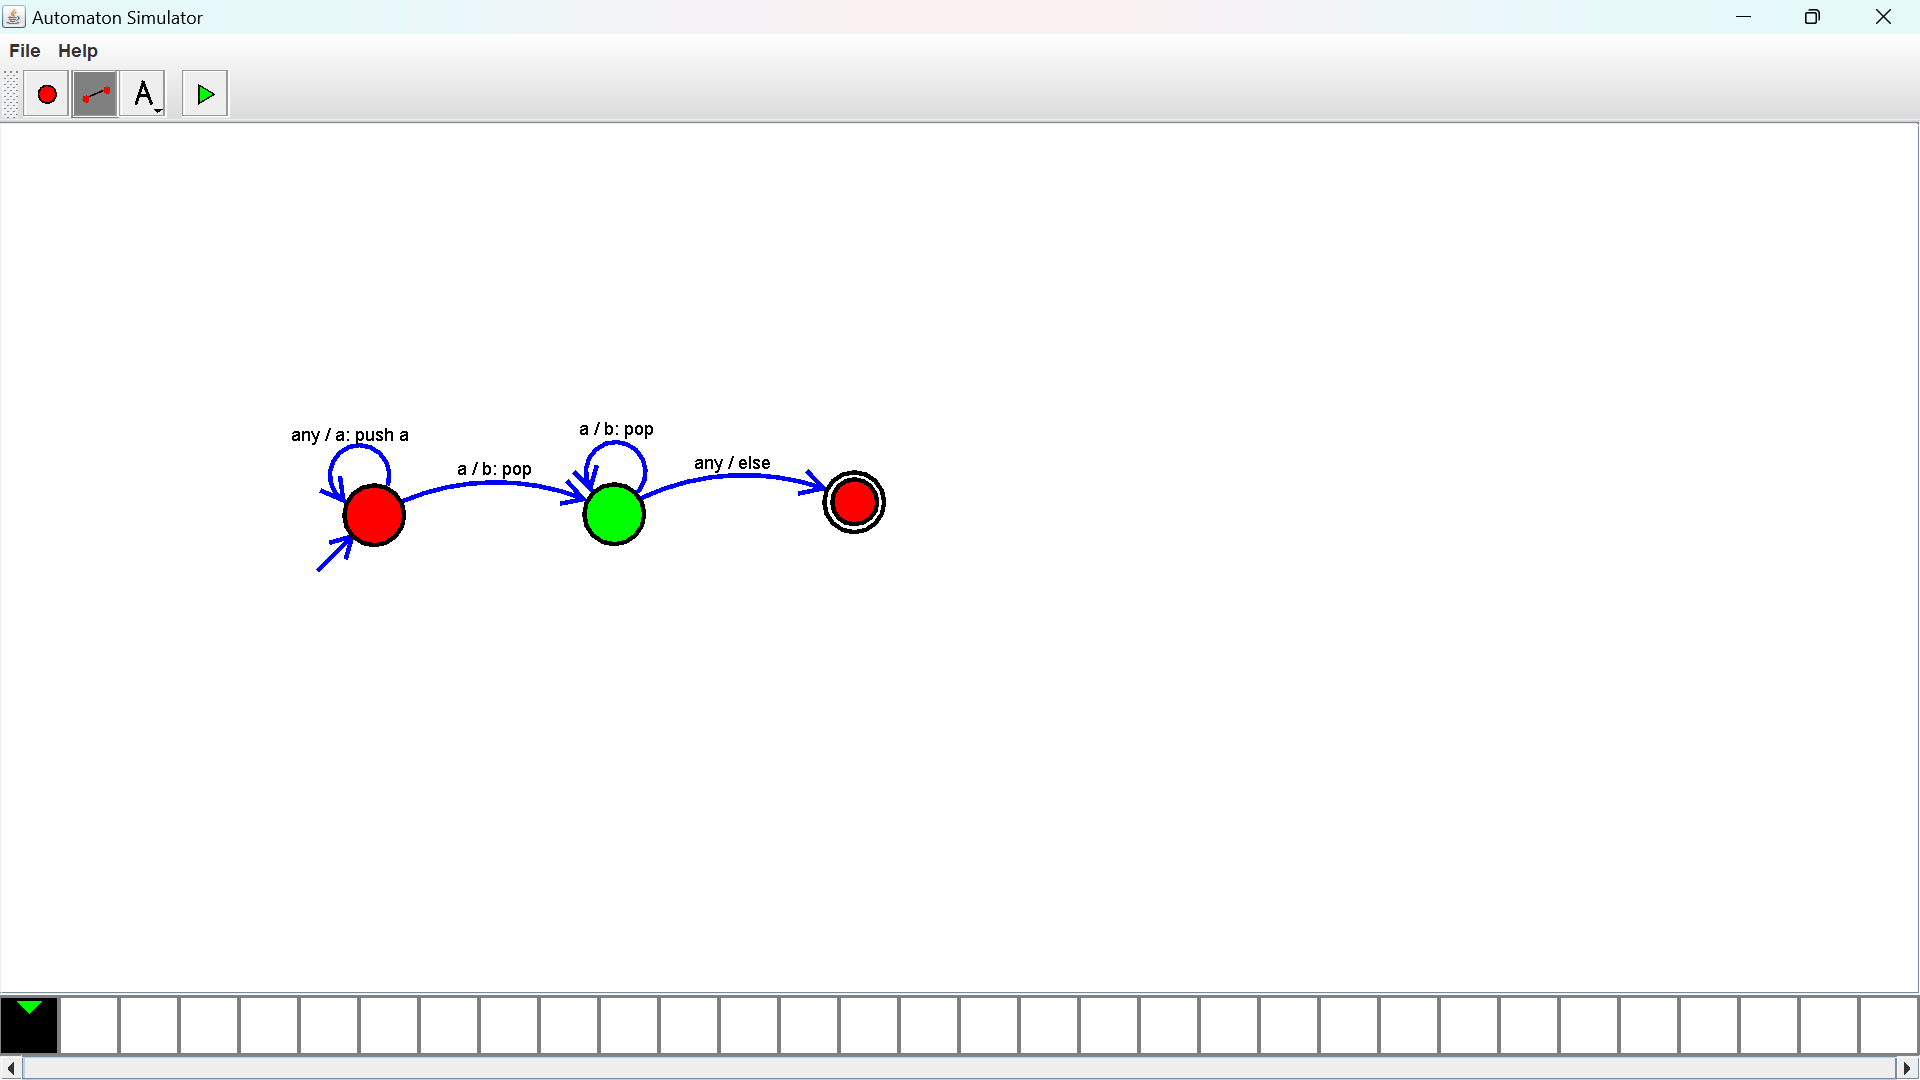 Automaton Simulator
File Help
A
any / a: push a
a / b: pop
a / b: pop
any / else